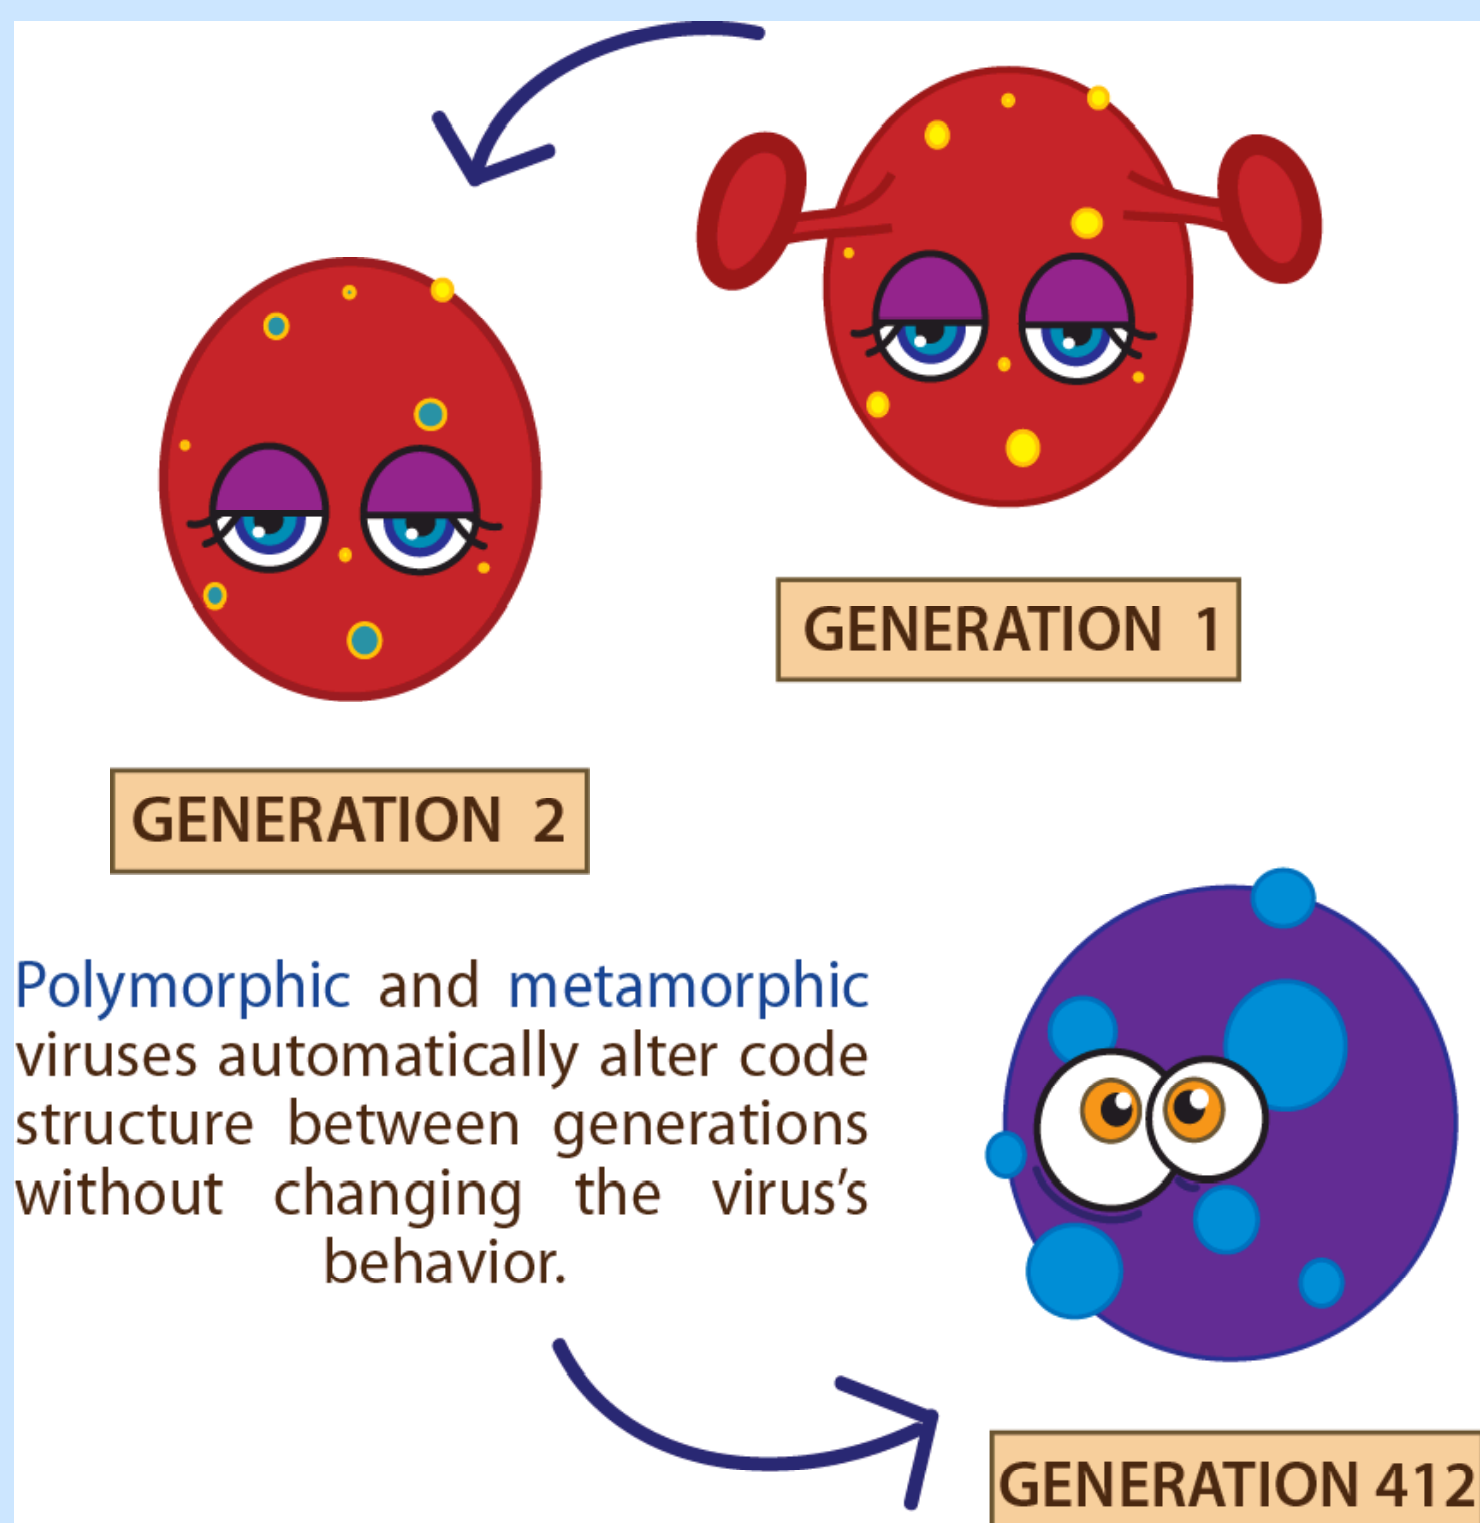 GENERATION 1
GENERATION 2
Polymorphic and metamorphic
viruses automatically alter code
structure between generations
without changing the virus’s
behavior.
GENERATION 412